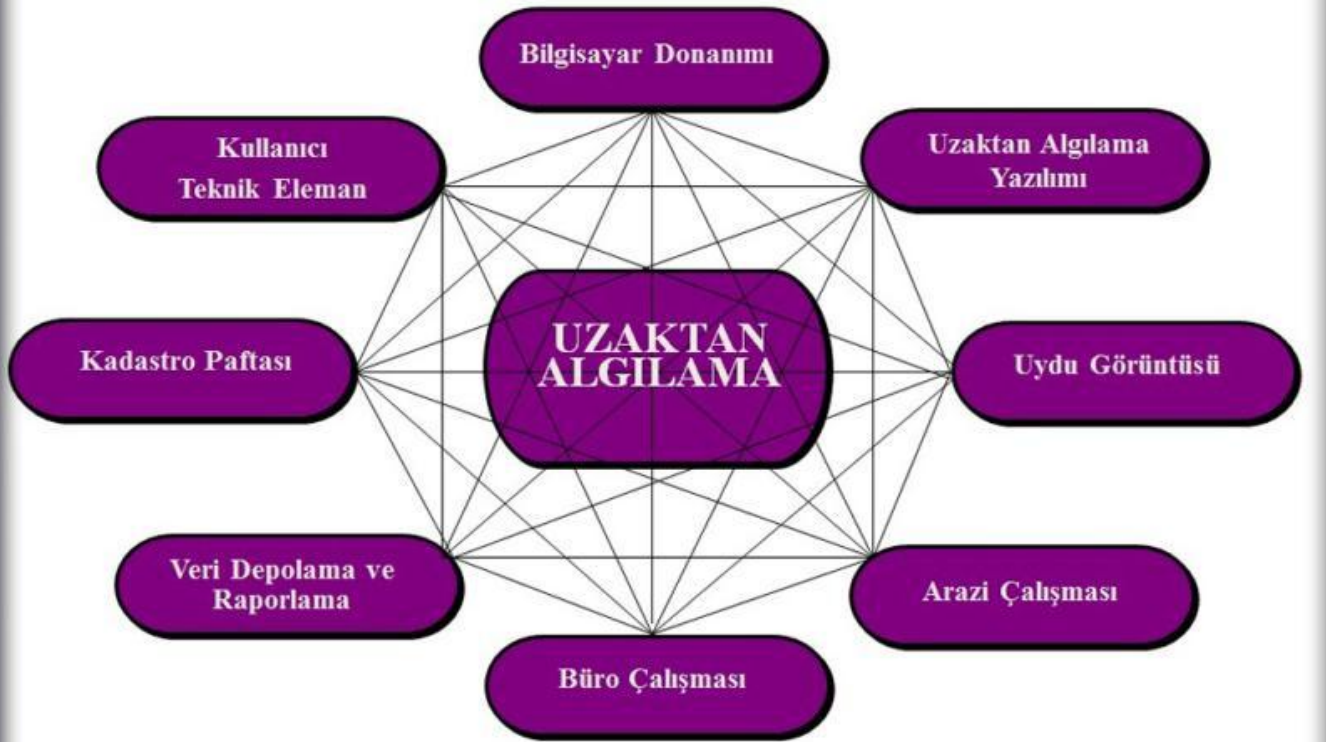 Bilgisayar Donanımı
Kullanıcı
Teknik Eleman
Uzaktan Algılama
Yazılımı
Kadastro Paftası
UZAKTAN
ALGILAMA
Uydu Görüntüsü
Veri Depolama ve
Raporlama
Arazi Çalışması
Büro Çalışması